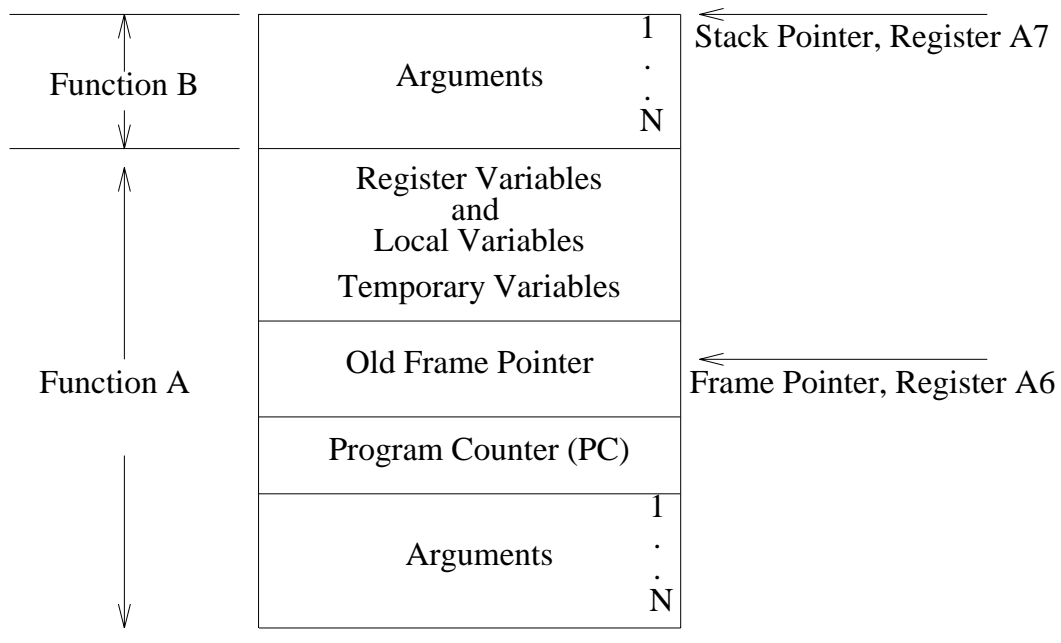 1
Stack Pointer, Register A7
Function B
Arguments
.
.
N
Register Variables
and
Local Variables
Temporary Variables
Old Frame Pointer
Function A
Frame Pointer, Register A6
Program Counter (PC)
1
.
Arguments
.
N